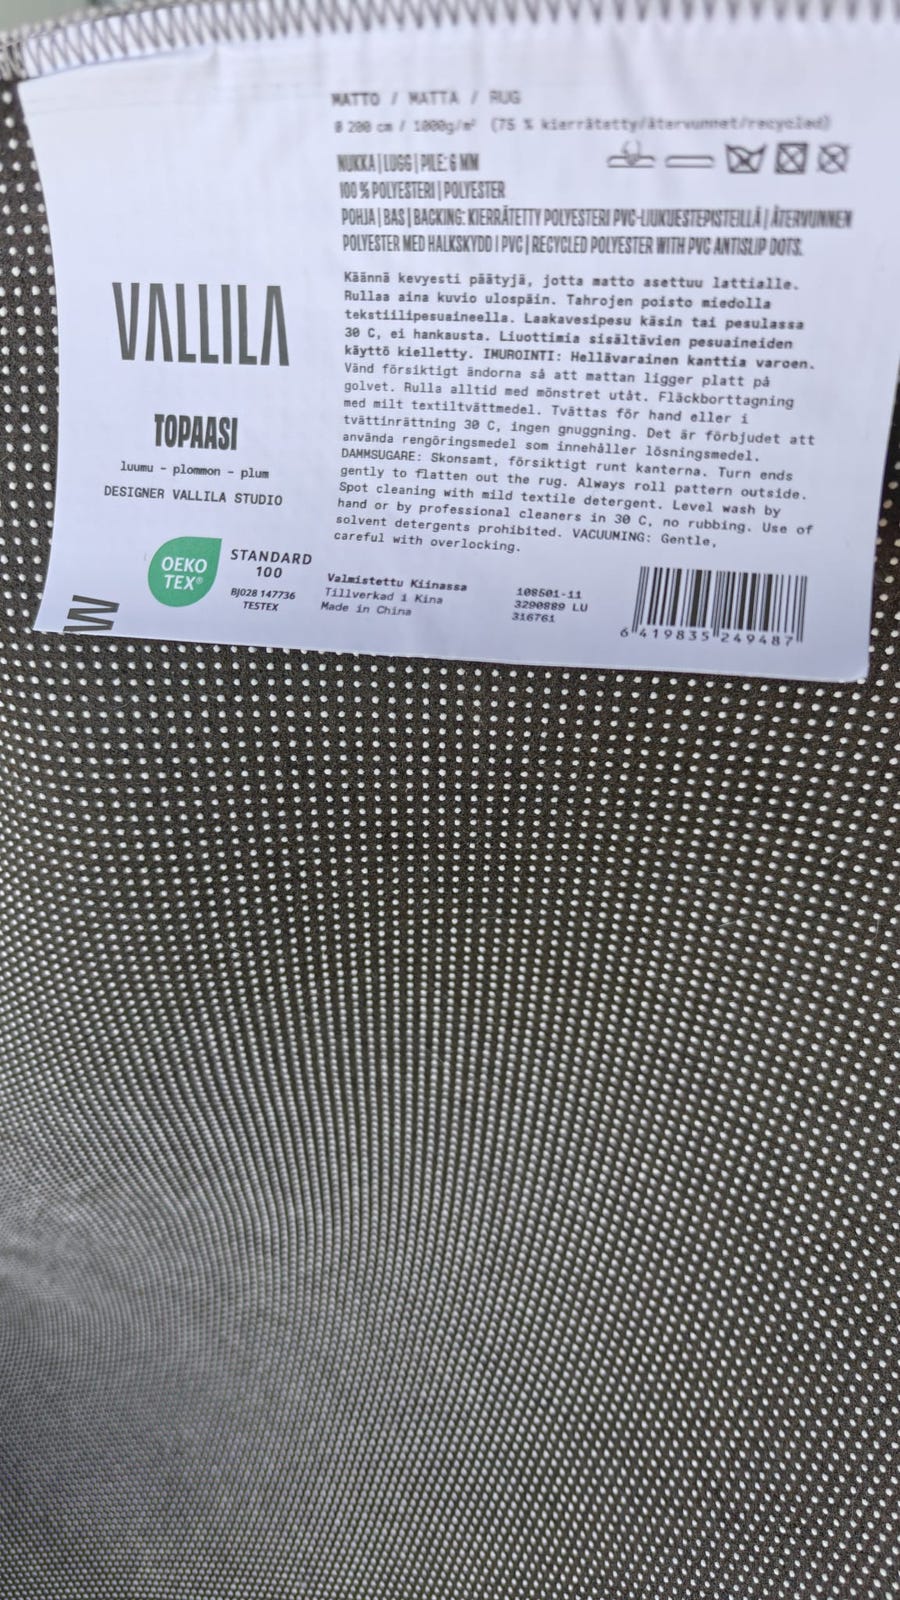 MATTO / MATTA / RUG
Ø 200 cm / 1000g/m² (75 % kierrätetty/återvunnet/recycled)
NUKKA | LUGG | PILE: 6 MM
100 % POLYESTERI | POLYESTER
POHJA | BAS | BACKING: KIERRÄTETTY POLYESTERI PVC-LIUKUESTEPISTEILLÄ | ÅTERVUNNEN
POLYESTER MED HALKSKYDD I PVC | RECYCLED POLYESTER WITH PVC ANTISLIP DOTS.
Käännä kevyesti päätyjä, jotta matto asettuu lattialle.
Rullaa aina kuvio ulospäin. Tahrojen poisto miedolla
tekstiilipesuaineella. Laakavesipesu käsin tai pesulassa
30 C, ei hankausta. Liuottimia sisältävien pesuaineiden
käyttö kielletty. IMUROINTI: Hellävarainen kanttia varoen.
Vänd försiktigt ändorna så att mattan ligger platt på
golvet. Rulla alltid med mönstret utåt. Fläckborttagning
med milt textiltvättmedel. Tvättas för hand eller i
tvättinrättning 30 C, ingen gnuggning. Det är förbjudet att
använda rengöringsmedel som innehåller lösningsmedel.
DAMMSUGARE: Skonsamt, försiktigt runt kanterna. Turn ends
gently to flatten out the rug. Always roll pattern outside.
Spot cleaning with mild textile detergent. Level wash by
hand or by professional cleaners in 30 C, no rubbing. Use of
solvent detergents prohibited. VACUUMING: Gentle,
careful with overlocking.
VALLILA
TOPAASI
luumu - plommon - plum
DESIGNER VALLILA STUDIO
OEKO
TEX®
STANDARD
100
BJ028 147736
TESTEX
Valmistettu Kiinassa
Tillverkad i Kina
Made in China
108501-11
3290889 LU
316761
6 419835 249487